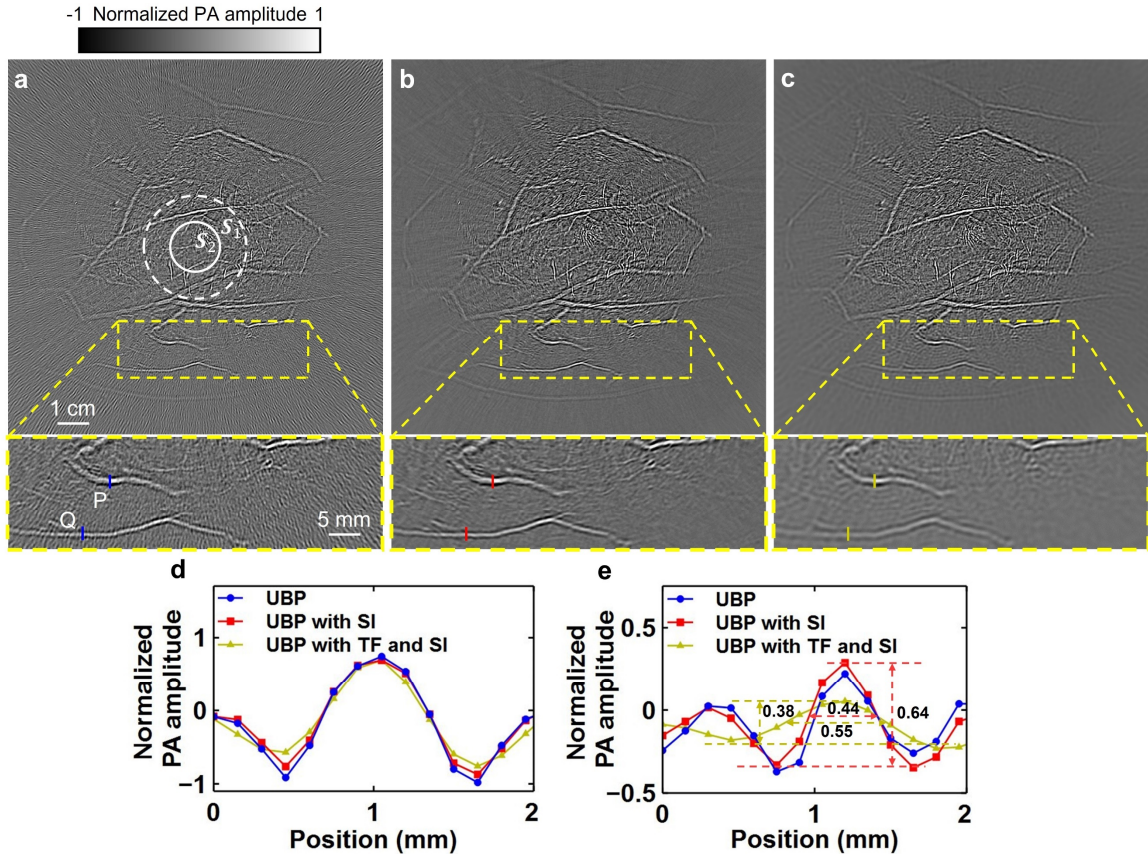 -1 Normalized PA amplitude 1
a
b
c
S1
S2
1 cm
P
Q
5 mm
d
e
UBP
UBP with SI
UBP with TF and SI
Normalized
PA amplitude
1
0
−1
0
1
2
Position (mm)
UBP
UBP with SI
UBP with TF and SI
Normalized
PA amplitude
0.5
0
−0.5
0.38
0.44
0.64
0.55
0
1
2
Position (mm)